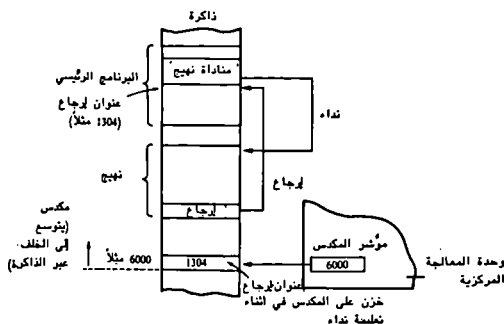 ذاكرة
البرنامج الرئيسي
مناداة نهيج
عنوان إرجاع
(1304 مثلاً)
نداء
نهيج
إرجاع
إرجاع
مكدس
(يتوسع
إلى الخلف
عبر الذاكرة)
6000 مثلاً
1304
مؤشر المكدس
6000
وحدة المعالجة
المركزية
عنوان إرجاع
خزن على المكدس في اثناء
تعليمة نداء